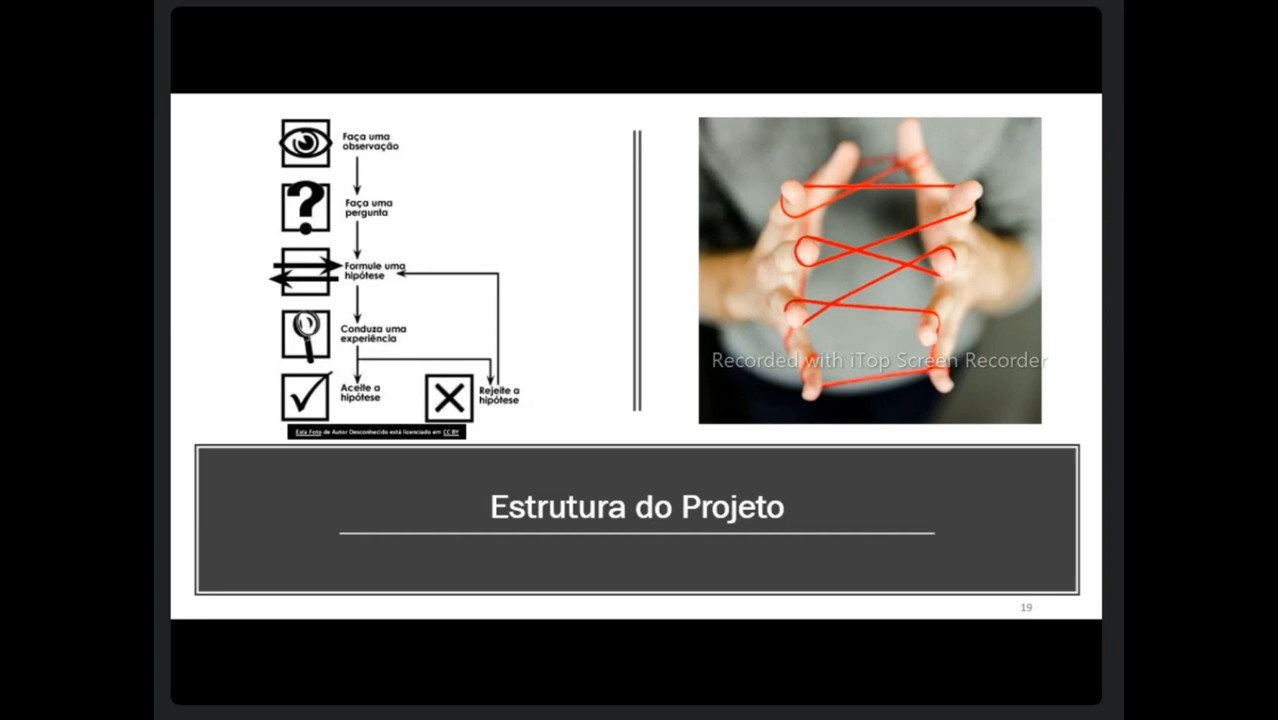 Faça uma
observação
Faça uma
pergunta
Formule uma
hipótese
Conduza uma
experiência
Aceite a
hipótese
Rejeite a
hipótese
Esta Foto de Autor Desconhecido está licenciado em CC BY
Recorded with iTop Screen Recorder
Estrutura do Projeto
19